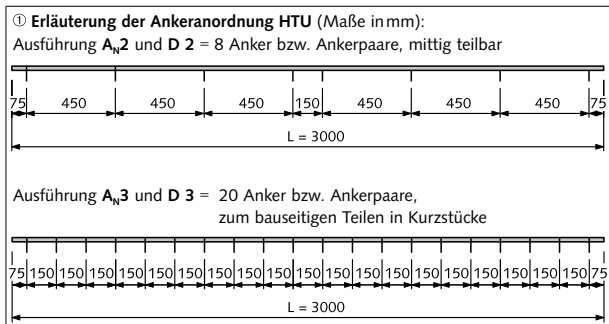 ① Erläuterung der Ankeranordnung HTU (Maße in mm):
Ausführung AN2 und D 2 = 8 Anker bzw. Ankerpaare, mittig teilbar
75 450 450 450 150 450 450 450 75
L = 3000
Ausführung AN3 und D 3 = 20 Anker bzw. Ankerpaare,
zum bauseitigen Teilen in Kurzstücke
75 150 150 150 150 150 150 150 150 150 150 150 150 150 150 150 150 150 150 150 75
L = 3000